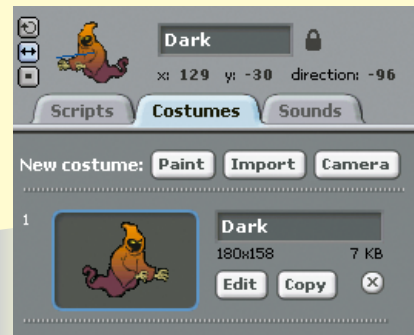 Dark
x: 129 y: -30 direction: -96
Scripts Costumes Sounds
New costume: Paint Import Camera
1
Dark
180x158 7 KB
Edit Copy